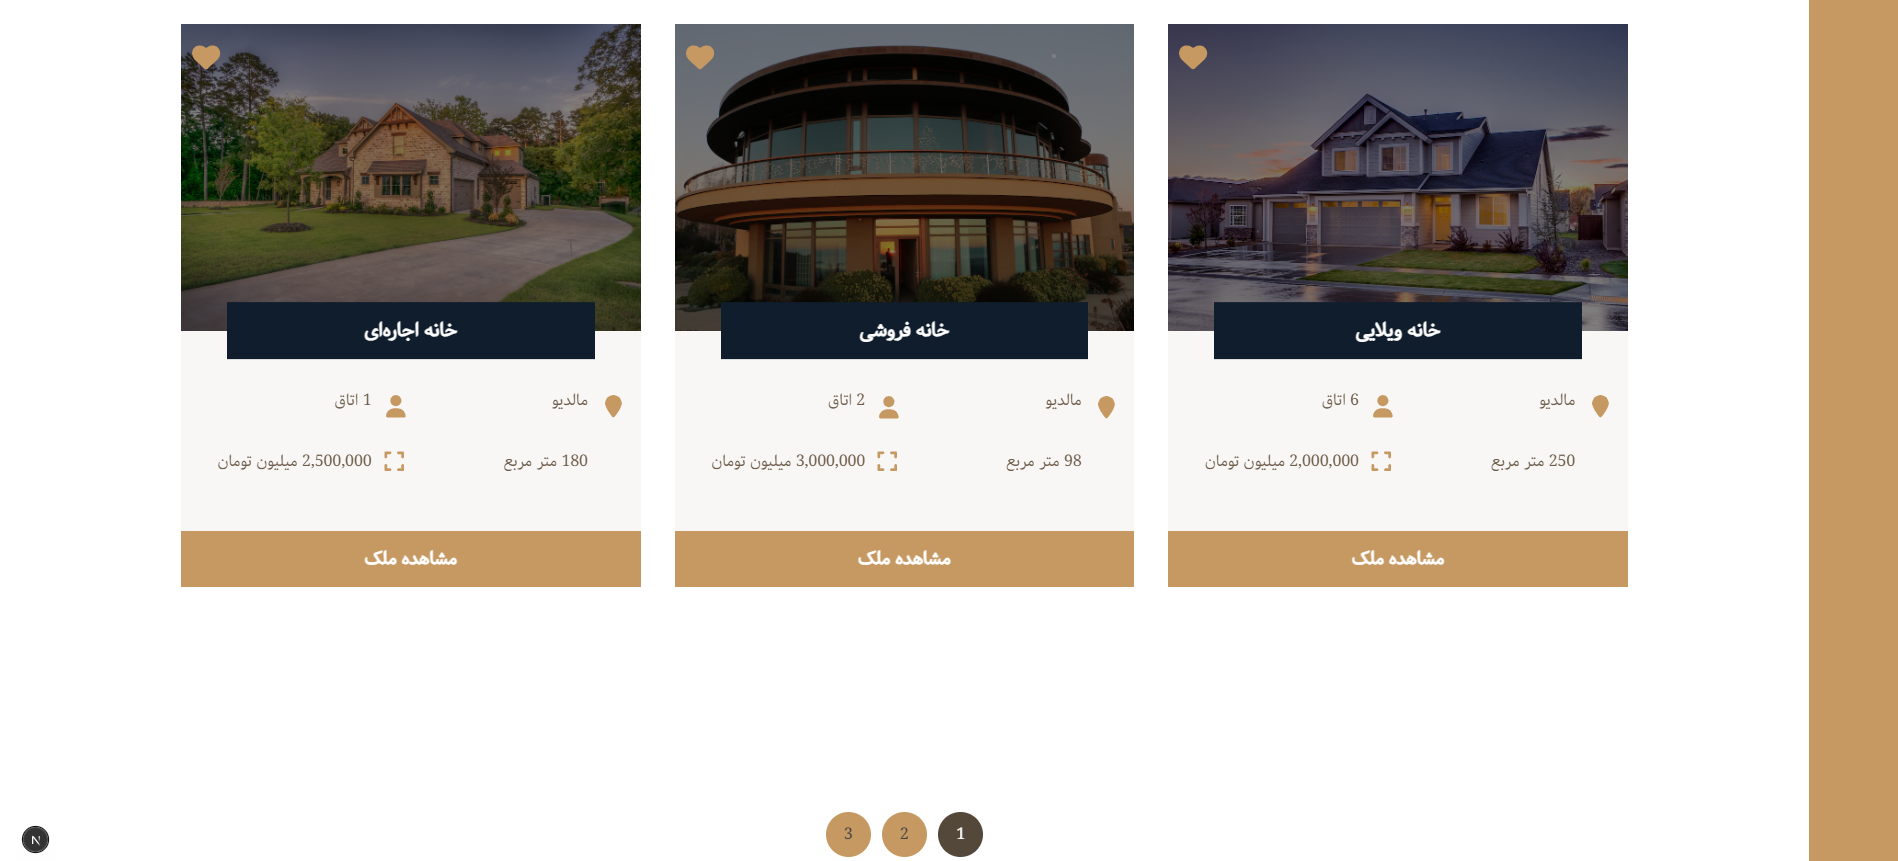 خانه ویلایی
مالدیو
6 اتاق
250 متر مربع
2,000,000 میلیون تومان
مشاهده ملک
خانه فروشی
مالدیو
2 اتاق
98 متر مربع
3,000,000 میلیون تومان
مشاهده ملک
خانه اجاره‌ای
مالدیو
1 اتاق
180 متر مربع
2,500,000 میلیون تومان
مشاهده ملک
1 2 3
N